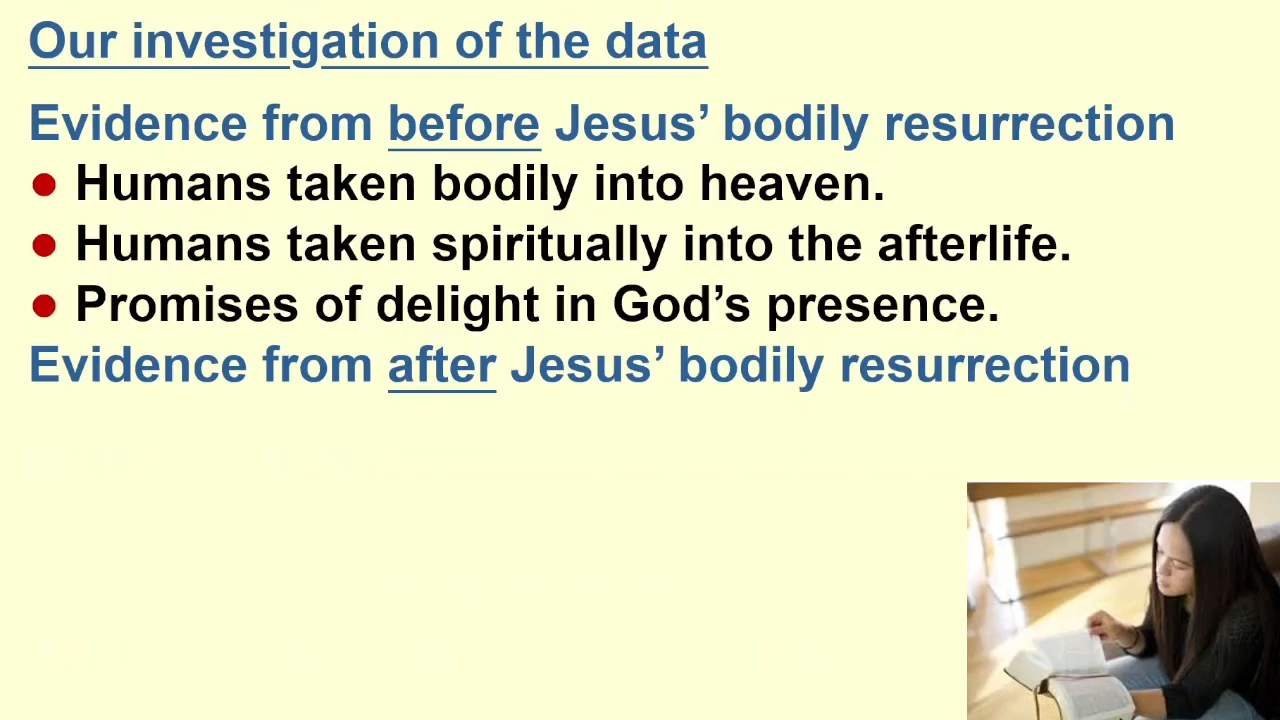 Our investigation of the data
Evidence from before Jesus’ bodily resurrection
● Humans taken bodily into heaven.
● Humans taken spiritually into the afterlife.
● Promises of delight in God’s presence.
Evidence from after Jesus’ bodily resurrection